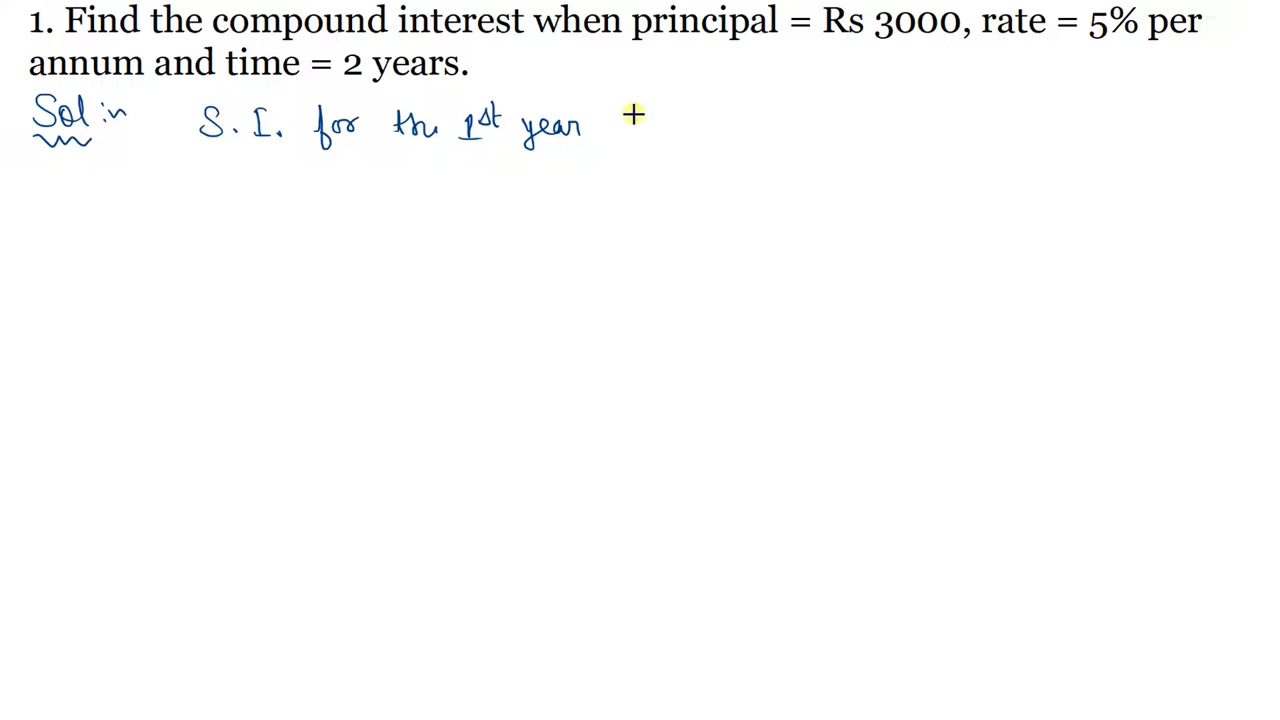 1. Find the compound interest when principal = Rs 3000, rate = 5% per
annum and time = 2 years.
Sol:n S. I. for the 1st year